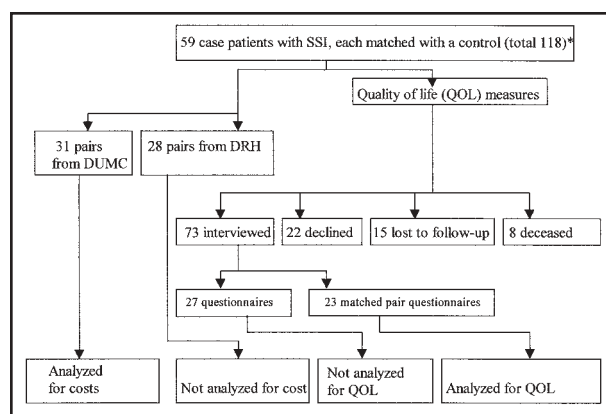 59 case patients with SSI, each matched with a control (total 118)*
Quality of life (QOL) measures
31 pairs
from DUMC
28 pairs from DRH
73 interviewed
22 declined
15 lost to follow-up
8 deceased
27 questionnaires
23 matched pair questionnaires
Analyzed
for costs
Not analyzed for cost
Not analyzed
for QOL
Analyzed for QOL